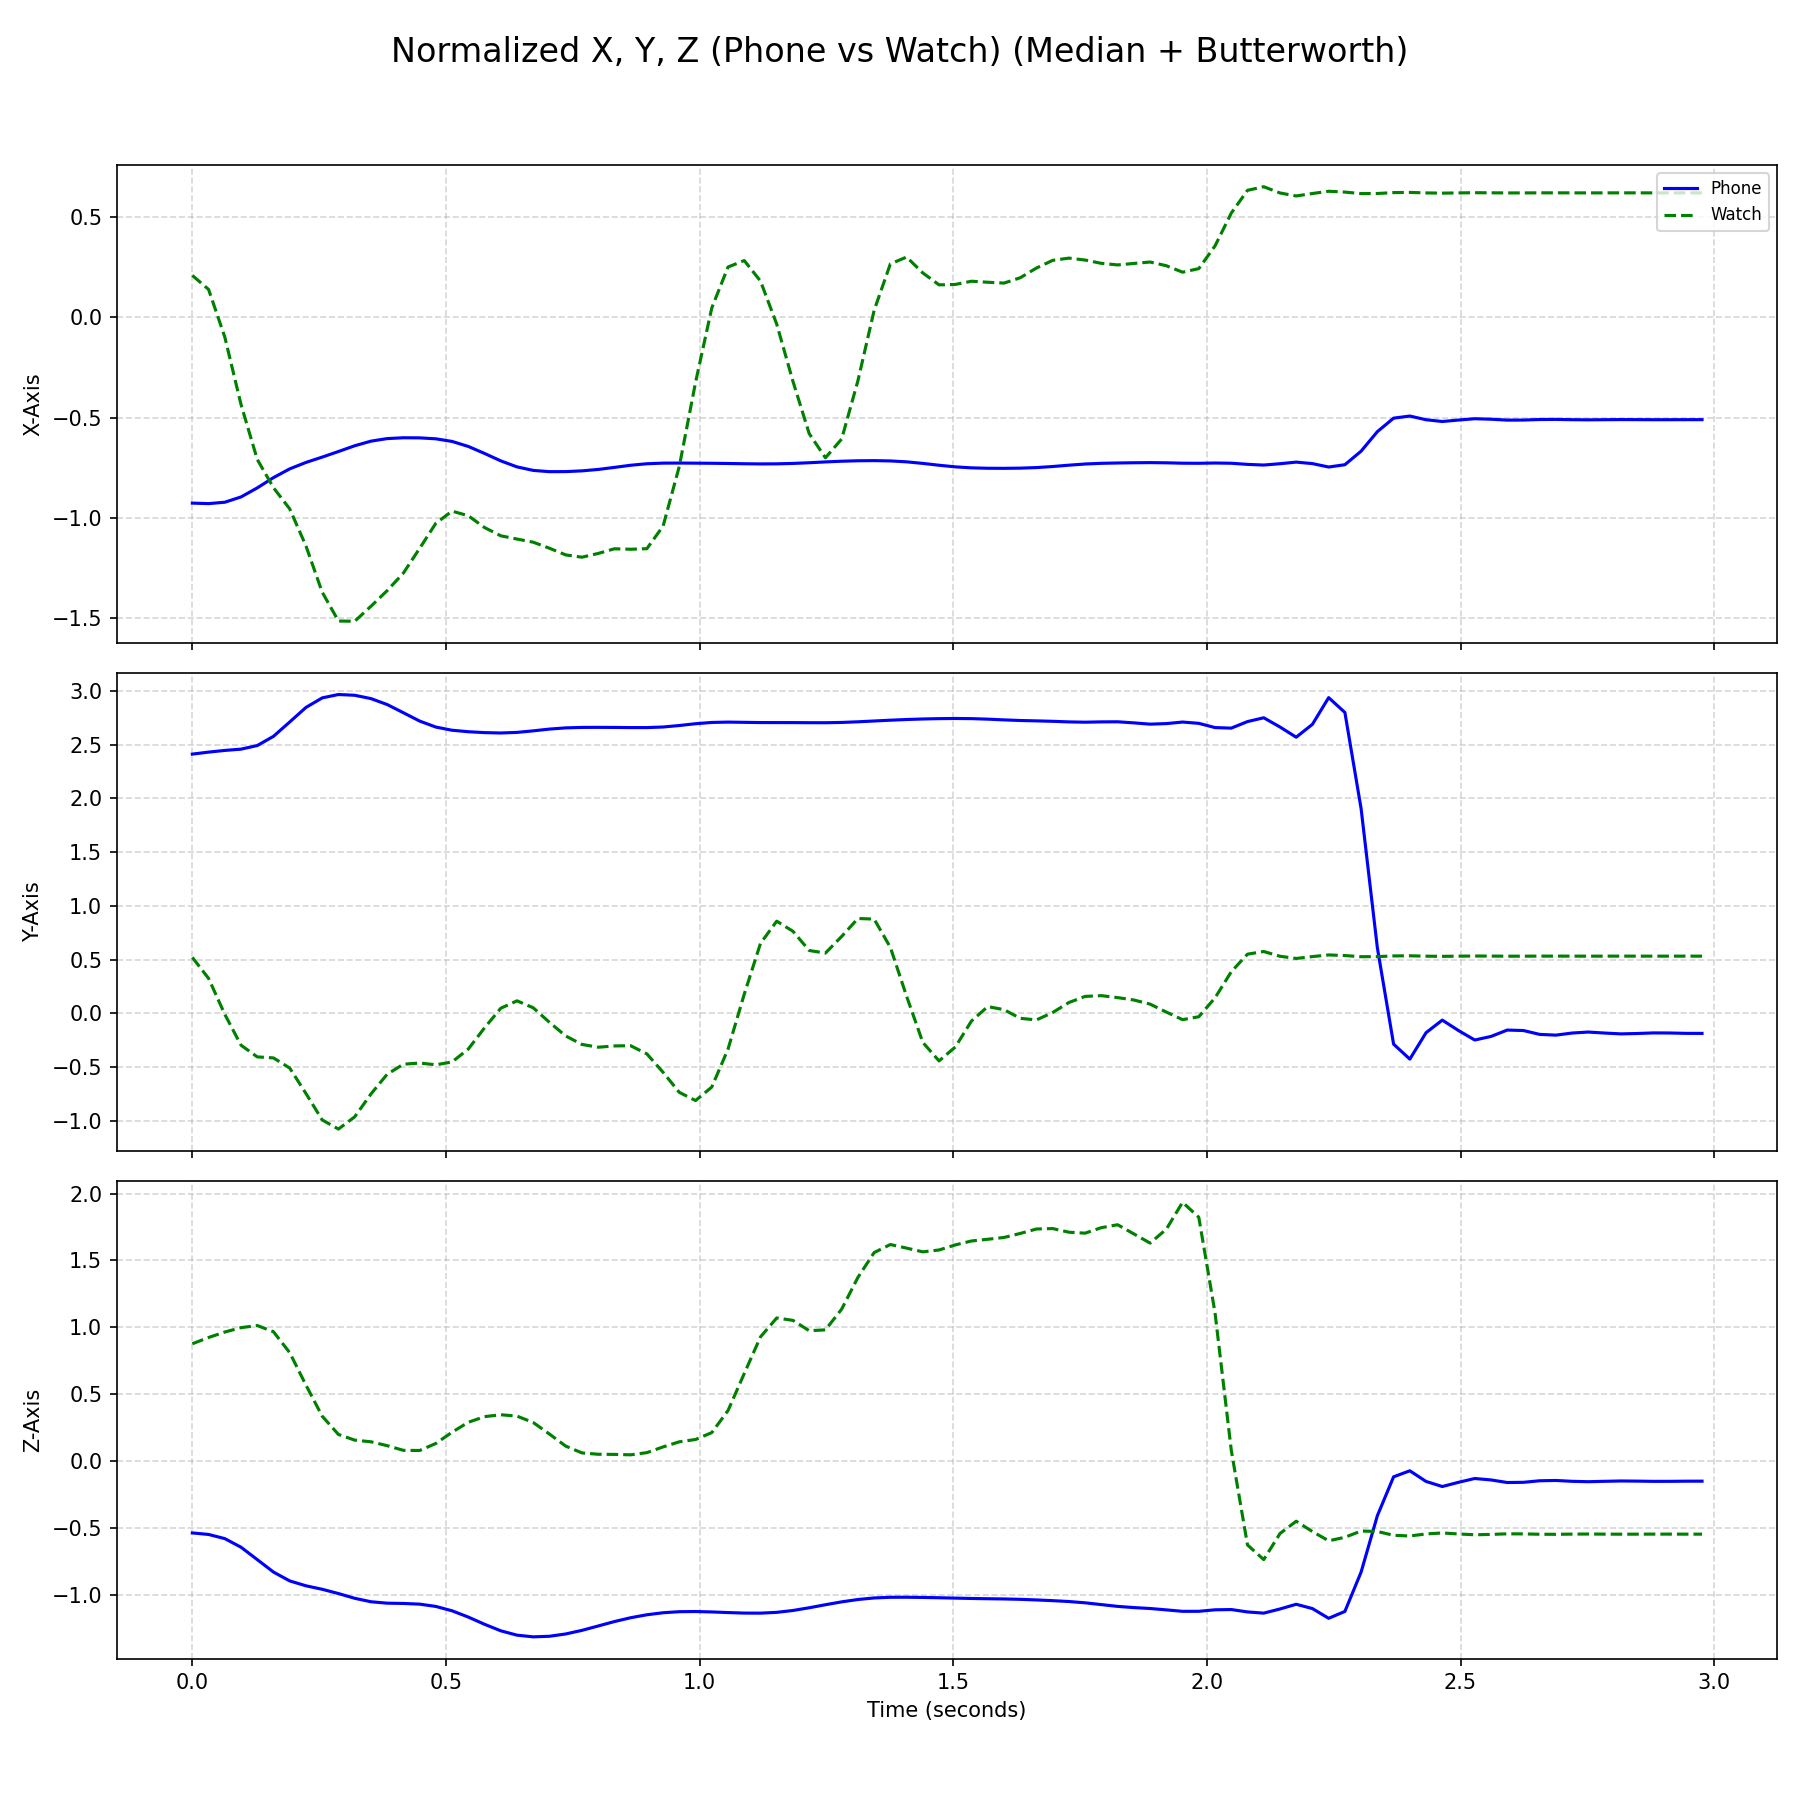 Normalized X, Y, Z (Phone vs Watch) (Median + Butterworth)
Phone
Watch
0.5
0.0
−0.5
−1.0
−1.5
X-Axis
3.0
2.5
2.0
1.5
1.0
0.5
0.0
−0.5
−1.0
Y-Axis
2.0
1.5
1.0
0.5
0.0
−0.5
−1.0
Z-Axis
0.0 0.5 1.0 1.5 2.0 2.5 3.0
Time (seconds)